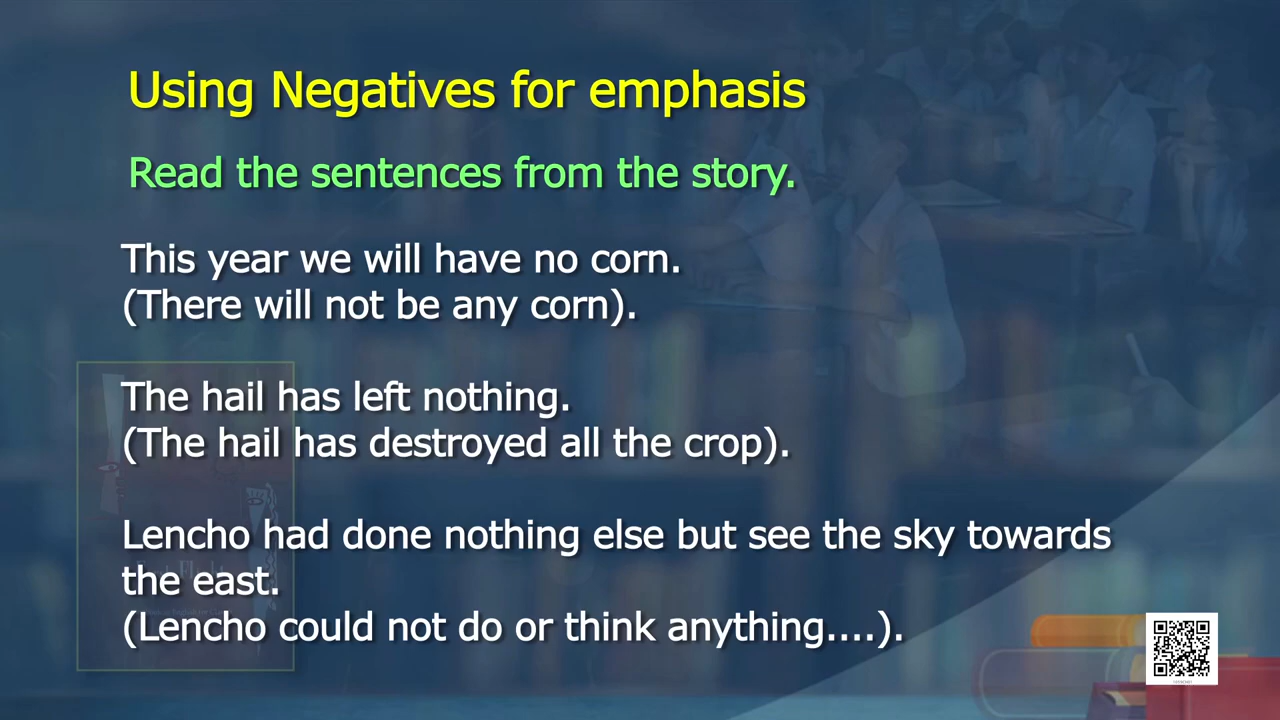 Using Negatives for emphasis
Read the sentences from the story.
This year we will have no corn.
(There will not be any corn).
The hail has left nothing.
(The hail has destroyed all the crop).
Lencho had done nothing else but see the sky towards
the east.
(Lencho could not do or think anything....).